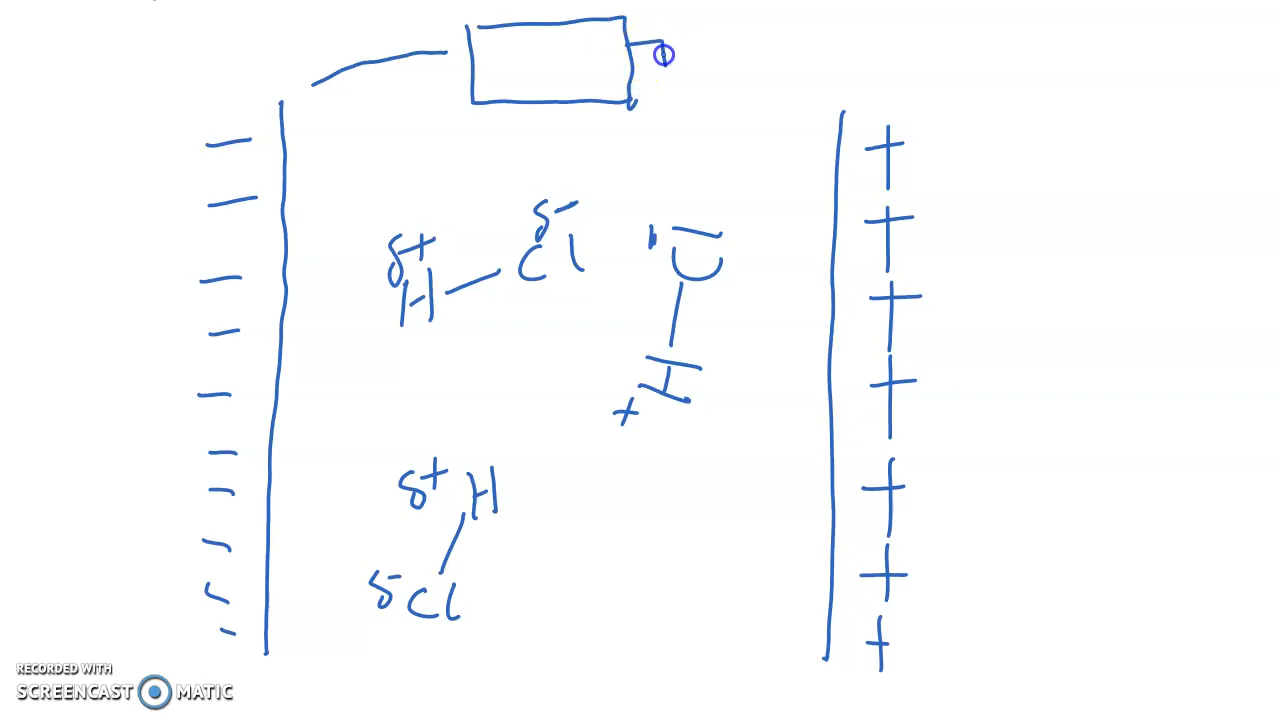 δ+ H — Cl δ-
- Cl — H +
δ+ H
δ- Cl
- - - - - - - - - -
+ + + + + + +
RECORDED WITH
SCREENCAST MATIC